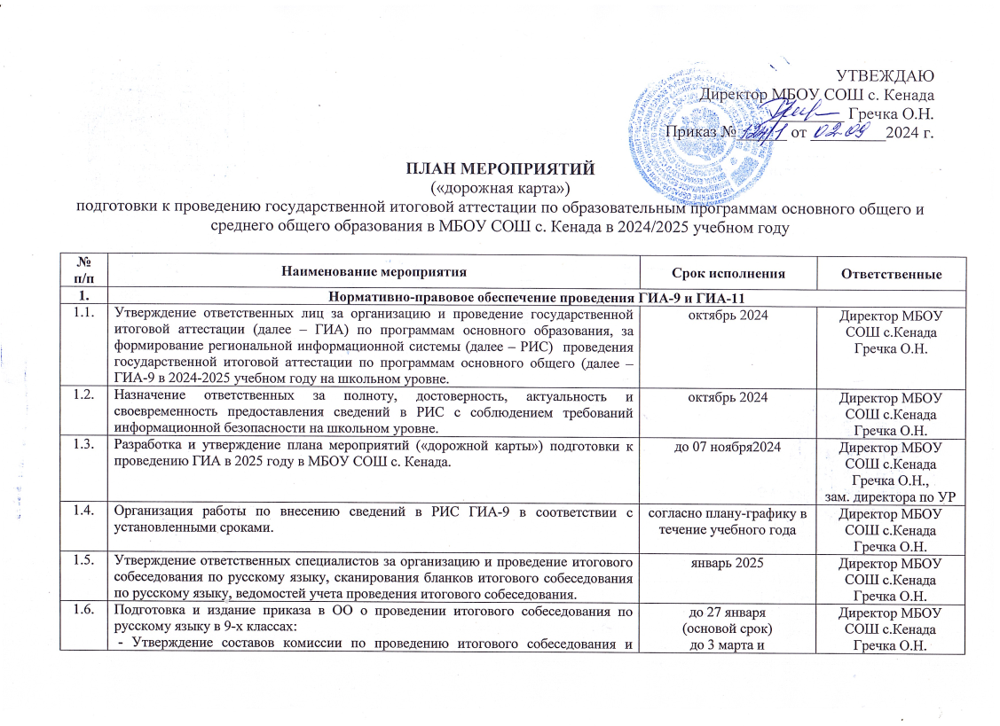 УТВЕЖДАЮ
Директор МБОУ СОШ с. Кенада
Гречка О.Н.
Приказ № 124/1 от 02.09 2024 г.
ПЛАН МЕРОПРИЯТИЙ
(«дорожная карта»)
подготовки к проведению государственной итоговой аттестации по образовательным программам основного общего и
среднего общего образования в МБОУ СОШ с. Кенада в 2024/2025 учебном году
№
п/п
Наименование мероприятия
Срок исполнения
Ответственные
1.
Нормативно-правовое обеспечение проведения ГИА-9 и ГИА-11
1.1.
Утверждение ответственных лиц за организацию и проведение государственной
итоговой аттестации (далее – ГИА) по программам основного образования, за
формирование региональной информационной системы (далее – РИС) проведения
государственной итоговой аттестации по программам основного общего (далее –
ГИА-9 в 2024-2025 учебном году на школьном уровне.
октябрь 2024
Директор МБОУ
СОШ с.Кенада
Гречка О.Н.
1.2.
Назначение ответственных за полноту, достоверность, актуальность и
своевременность предоставления сведений в РИС с соблюдением требований
информационной безопасности на школьном уровне.
октябрь 2024
Директор МБОУ
СОШ с.Кенада
Гречка О.Н.
1.3.
Разработка и утверждение плана мероприятий («дорожной карты») подготовки к
проведению ГИА в 2025 году в МБОУ СОШ с. Кенада.
до 07 ноября2024
Директор МБОУ
СОШ с.Кенада
Гречка О.Н.,
зам. директора по УР
1.4.
Организация работы по внесению сведений в РИС ГИА-9 в соответствии с
установленными сроками.
согласно плану-графику в
течение учебного года
Директор МБОУ
СОШ с.Кенада
Гречка О.Н.
1.5.
Утверждение ответственных специалистов за организацию и проведение итогового
собеседования по русскому языку, сканирования бланков итогового собеседования
по русскому языку, ведомостей учета проведения итогового собеседования.
январь 2025
Директор МБОУ
СОШ с.Кенада
Гречка О.Н.
1.6.
Подготовка и издание приказа в ОО о проведении итогового собеседования по
русскому языку в 9-х классах:
- Утверждение составов комиссии по проведению итогового собеседования и
до 27 января
(основой срок)
до 3 марта и
Директор МБОУ
СОШ с.Кенада
Гречка О.Н.